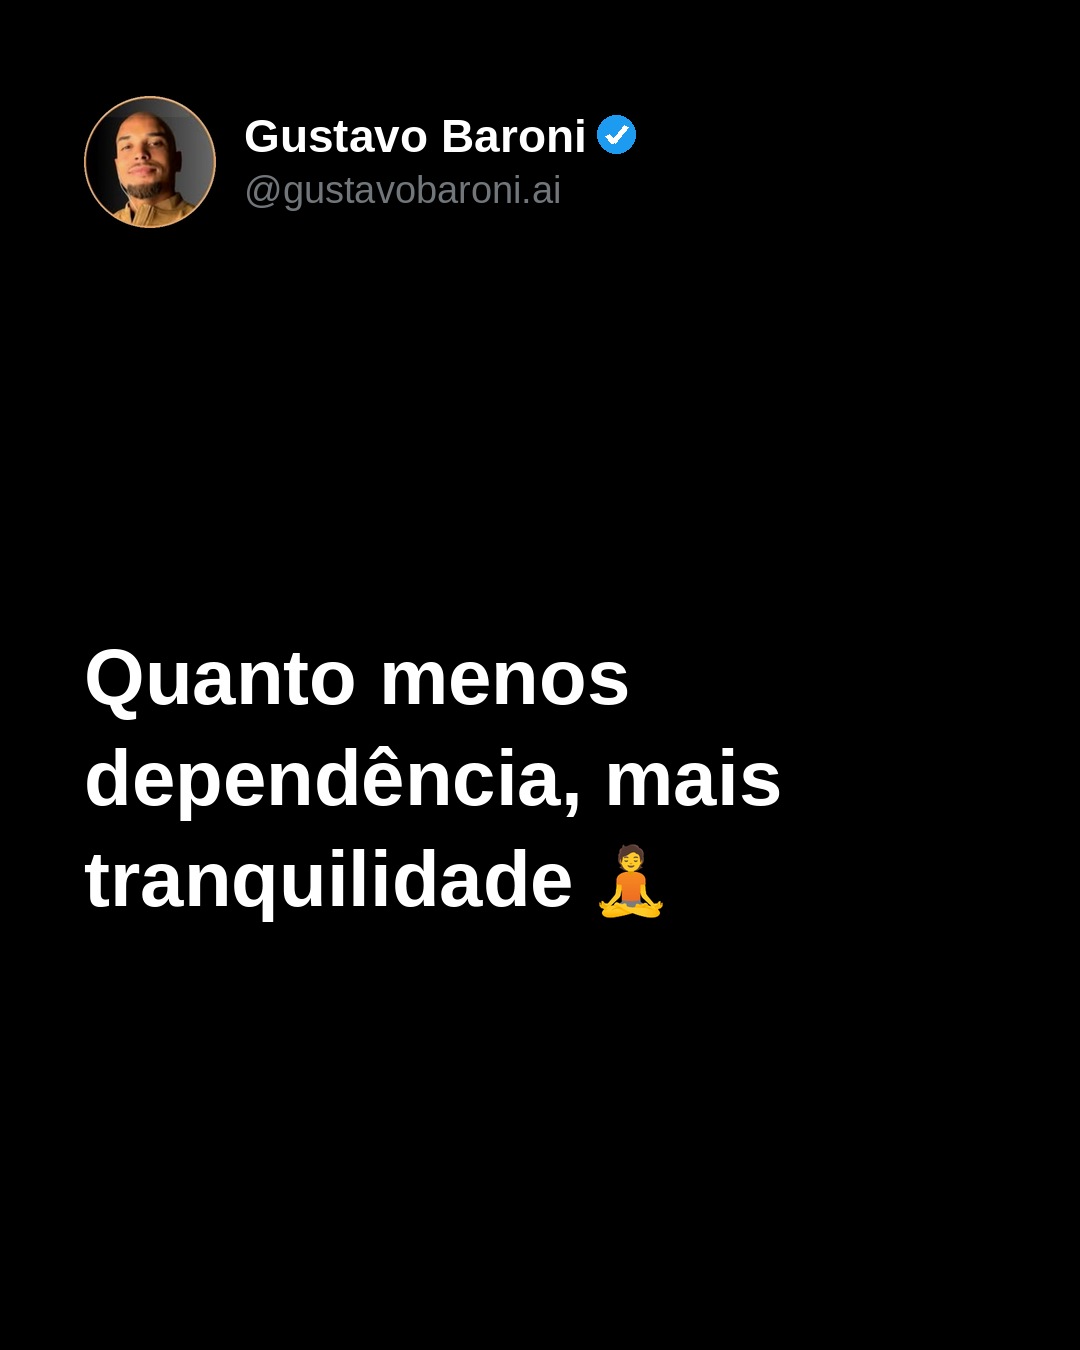 Gustavo Baroni
@gustavobaroni.ai
Quanto menos
dependência, mais
tranquilidade 🧘